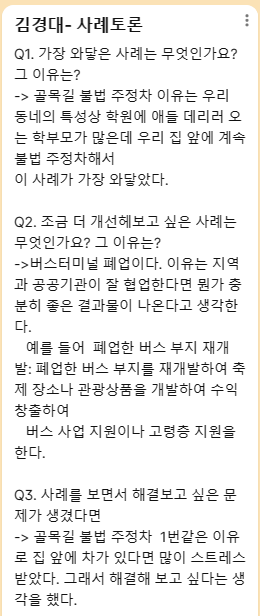 김경대- 사례토론
Q1. 가장 와닿은 사례는 무엇인가요?
그 이유는?
-> 골목길 불법 주정차 이유는 우리
동네의 특성상 학원에 애들 데리러 오
는 학부모가 많은데 우리 집 앞에 계속
불법 주정차해서
이 사례가 가장 와닿았다.
Q2. 조금 더 개선헤보고 싶은 사례는
무엇인가요? 그 이유는?
->버스터미널 폐업이다. 이유는 지역
과 공공기관이 잘 협업한다면 뭔가 충
분히 좋은 결과물이 나온다고 생각한
다.
예를 들어  폐업한 버스 부지 재개
발: 폐업한 버스 부지를 재개발하여 축
제 장소나 관광상품을 개발하여 수익
창출하여
버스 사업 지원이나 고령층 지원을
한다.
Q3. 사례를 보면서 해결보고 싶은 문
제가 생겼다면
-> 골목길 불법 주정차  1번같은 이유
로 집 앞에 차가 있다면 많이 스트레스
받았다. 그래서 해결해 보고 싶다는 생
각을 했다.